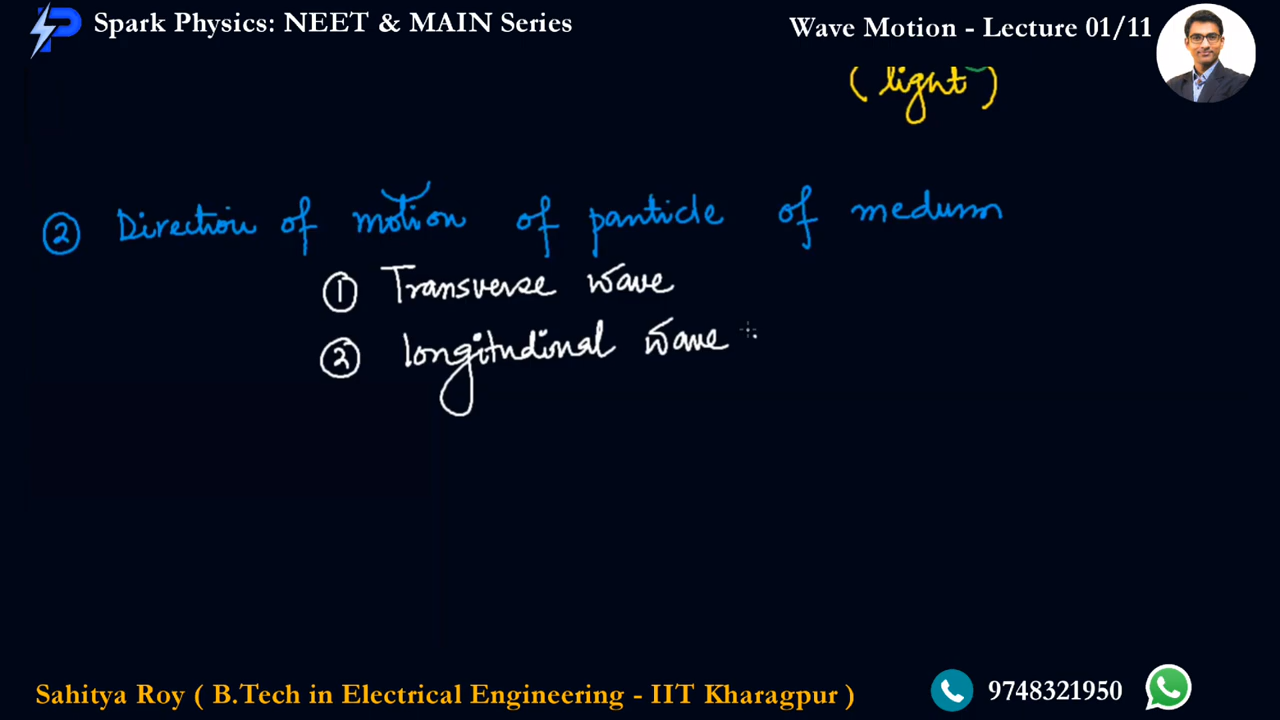 Spark Physics: NEET & MAIN Series
Wave Motion - Lecture 01/11
(light)
② Direction of motion of particle of medium
① Transverse wave
② longitudinal wave
Sahitya Roy ( B.Tech in Electrical Engineering - IIT Kharagpur )
9748321950